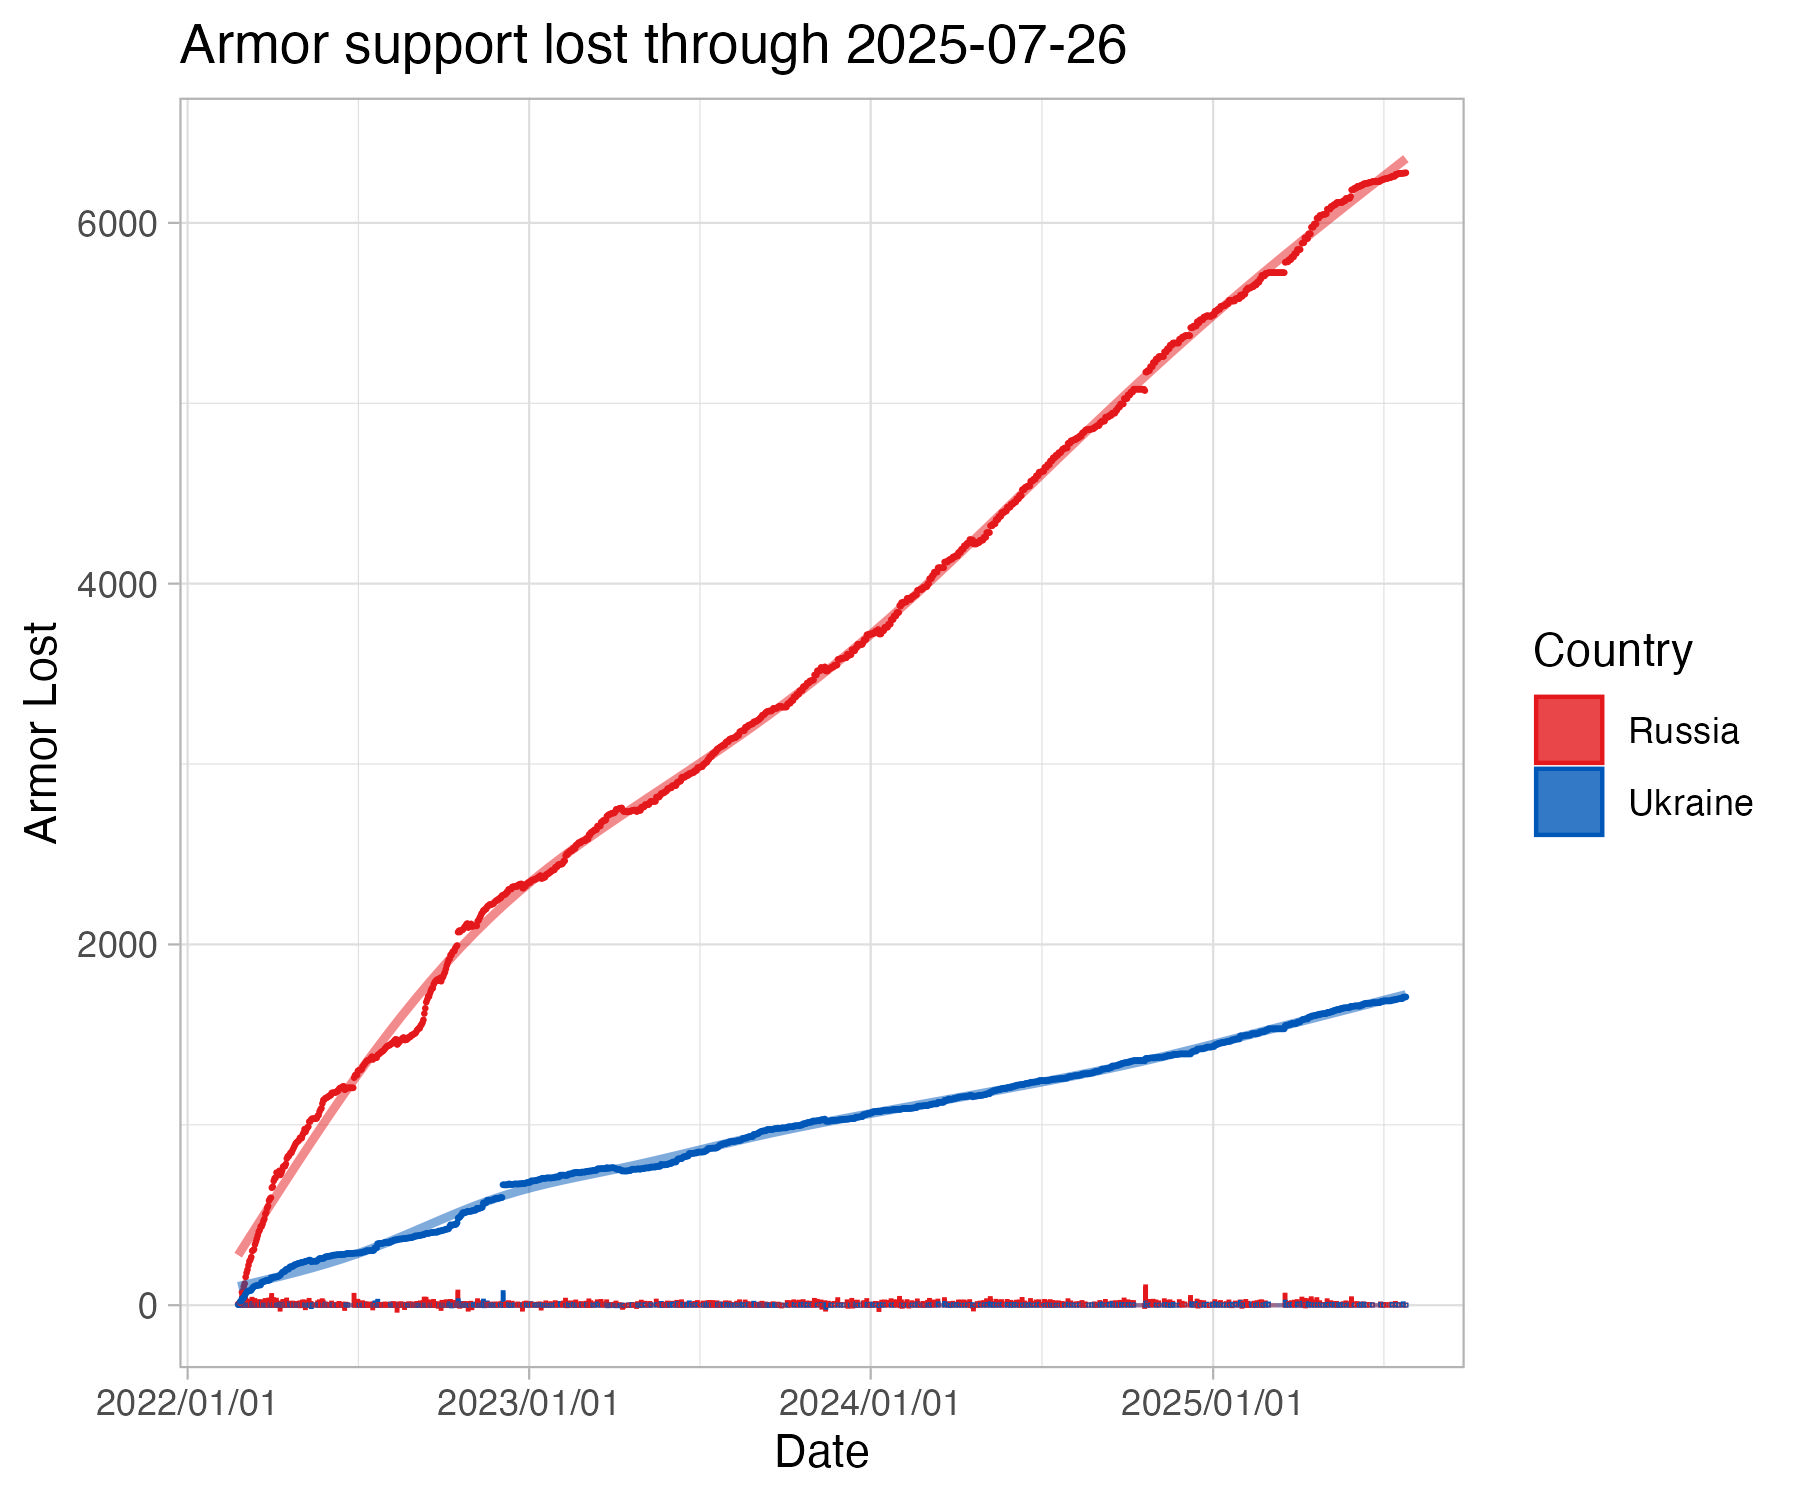 Armor support lost through 2025-07-26
Armor Lost
6000
4000
2000
0
2022/01/01
2023/01/01
2024/01/01
2025/01/01
Date
Country
Russia
Ukraine